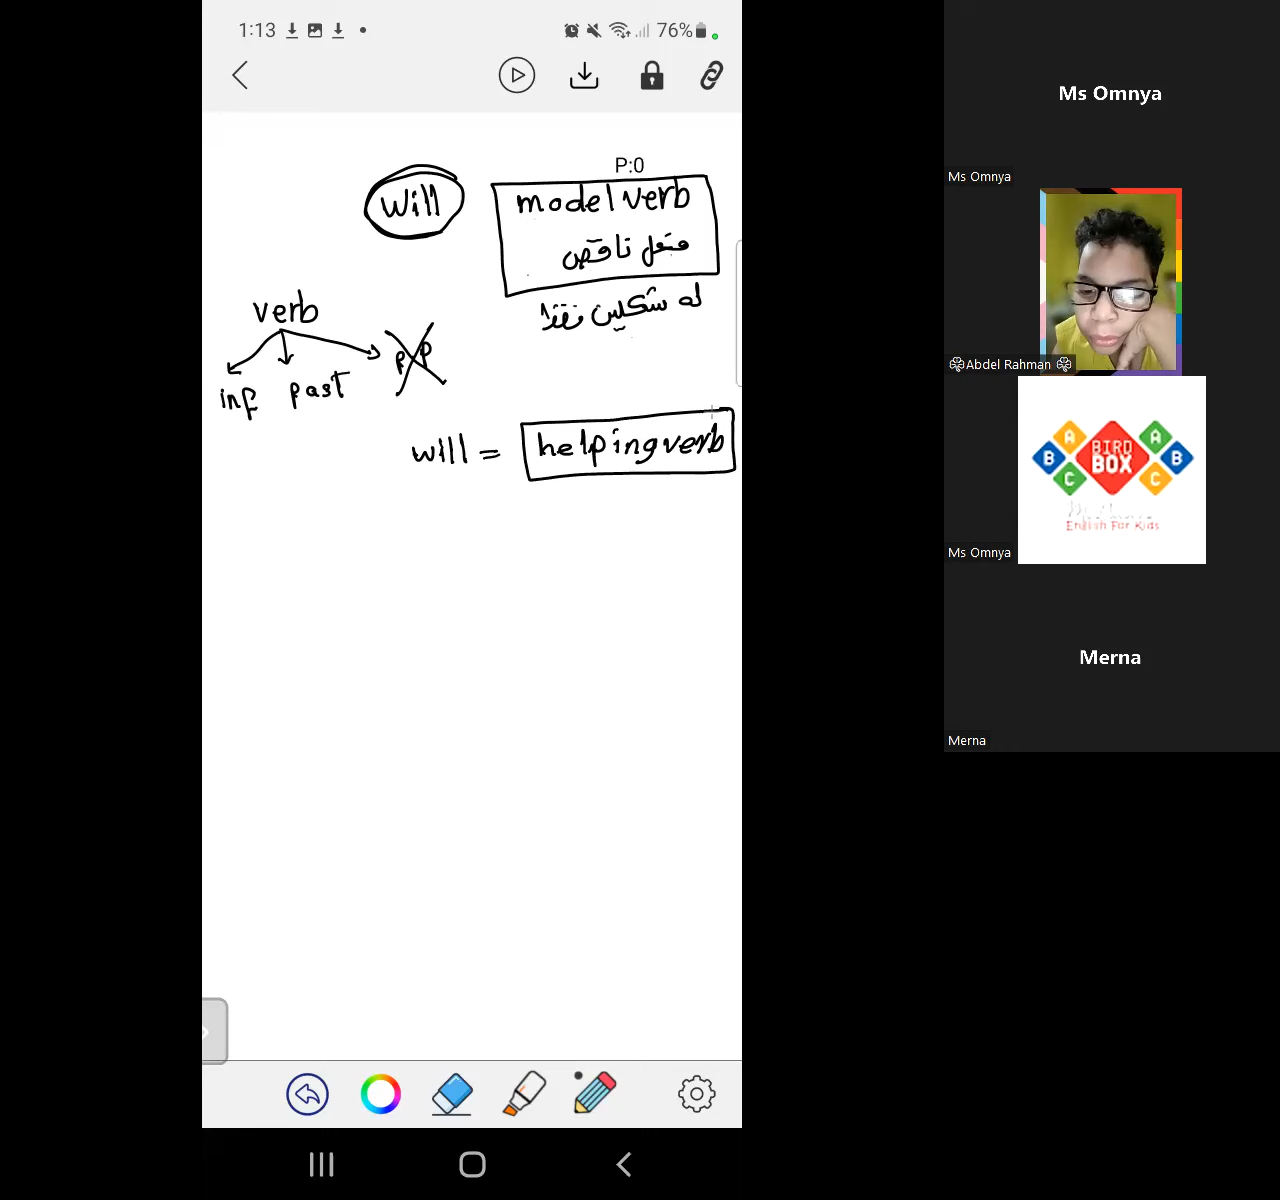 1:13
76%
P:0
will
model verb
فعل ناقص
له شكلين فقط
verb
inf past pp
will = helping verb
Ms Omnya
Ms Omnya
Abdel Rahman
A
B
C
BIRD
BOX
A
B
C
English For Kids
Ms Omnya
Merna
Merna